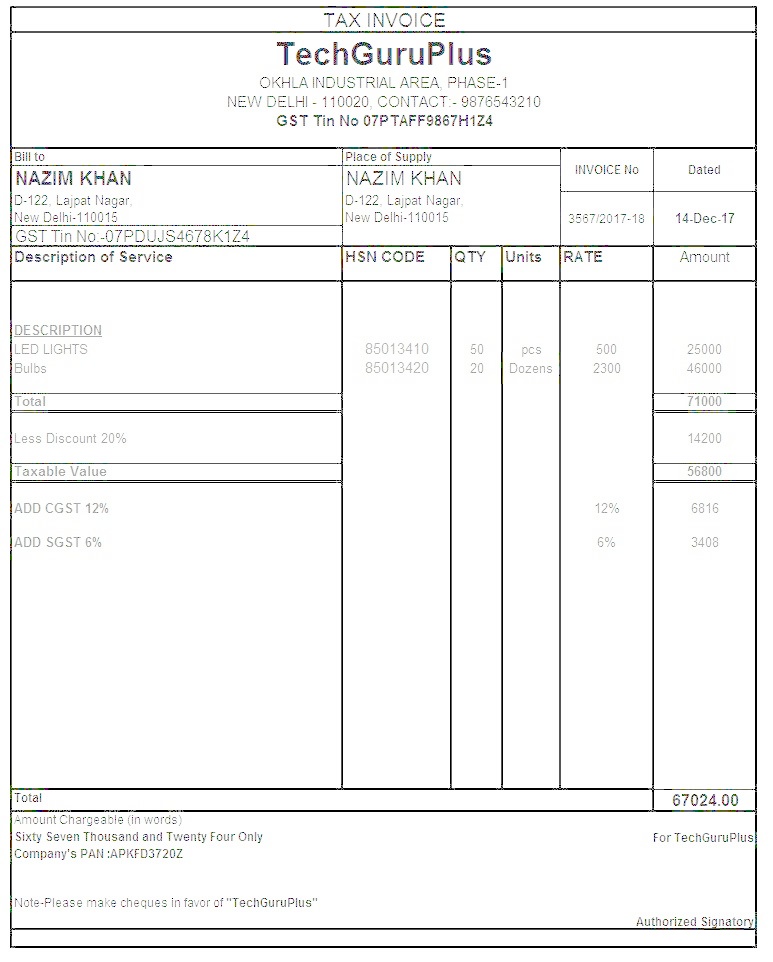 TAX INVOICE
TechGuruPlus
OKHLA INDUSTRIAL AREA, PHASE-1
NEW DELHI - 110020, CONTACT:- 9876543210
GST Tin No 07PTAFF9867H1Z4
Bill to Place of Supply INVOICE No Dated
NAZIM KHAN NAZIM KHAN
D-122, Lajpat Nagar, D-122, Lajpat Nagar,
New Delhi-110015 New Delhi-110015 3567/2017-18 14-Dec-17
GST Tin No:-07PDUJS4678K1Z4
Description of Service HSN CODE QTY Units RATE Amount
DESCRIPTION
LED LIGHTS 85013410 50 pcs 500 25000
Bulbs 85013420 20 Dozens 2300 46000
Total 71000
Less Discount 20% 14200
Taxable Value 56800
ADD CGST 12% 12% 6816
ADD SGST 6% 6% 3408
Total 67024.00
Amount Chargeable (in words)
Sixty Seven Thousand and Twenty Four Only For TechGuruPlus
Company's PAN :APKFD3720Z
Note-Please make cheques in favor of "TechGuruPlus"
Authorized Signatory